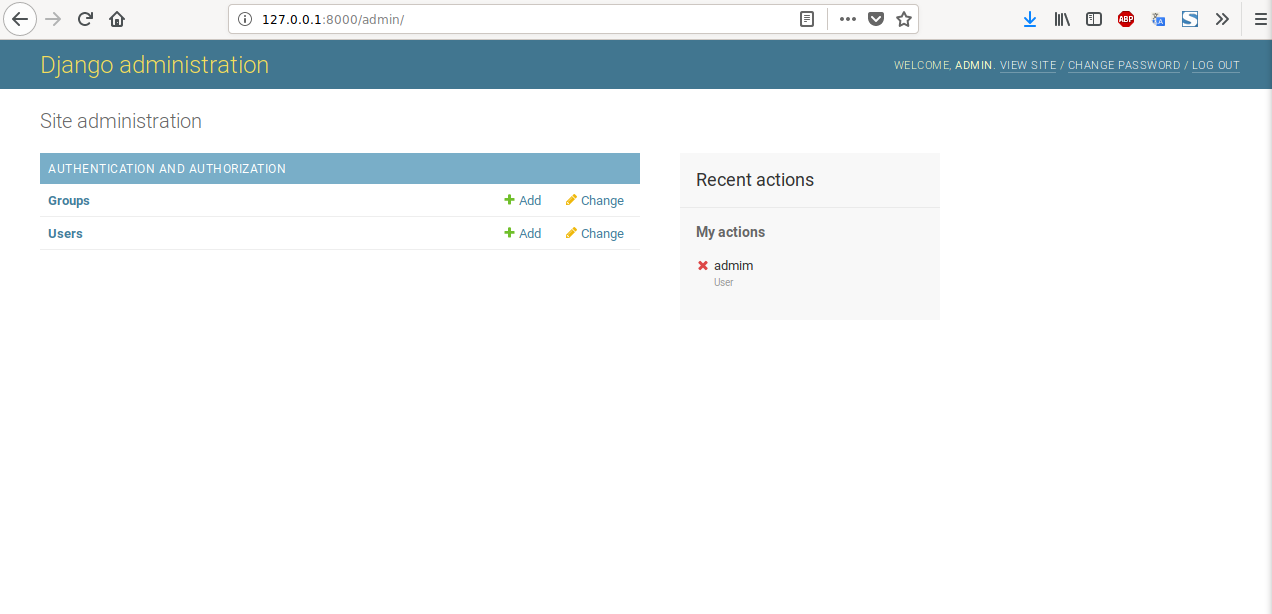 127.0.0.1:8000/admin/
ABP
Django administration
WELCOME, ADMIN. VIEW SITE / CHANGE PASSWORD / LOG OUT
Site administration
AUTHENTICATION AND AUTHORIZATION
Groups Add Change
Users Add Change
Recent actions
My actions
admim
User